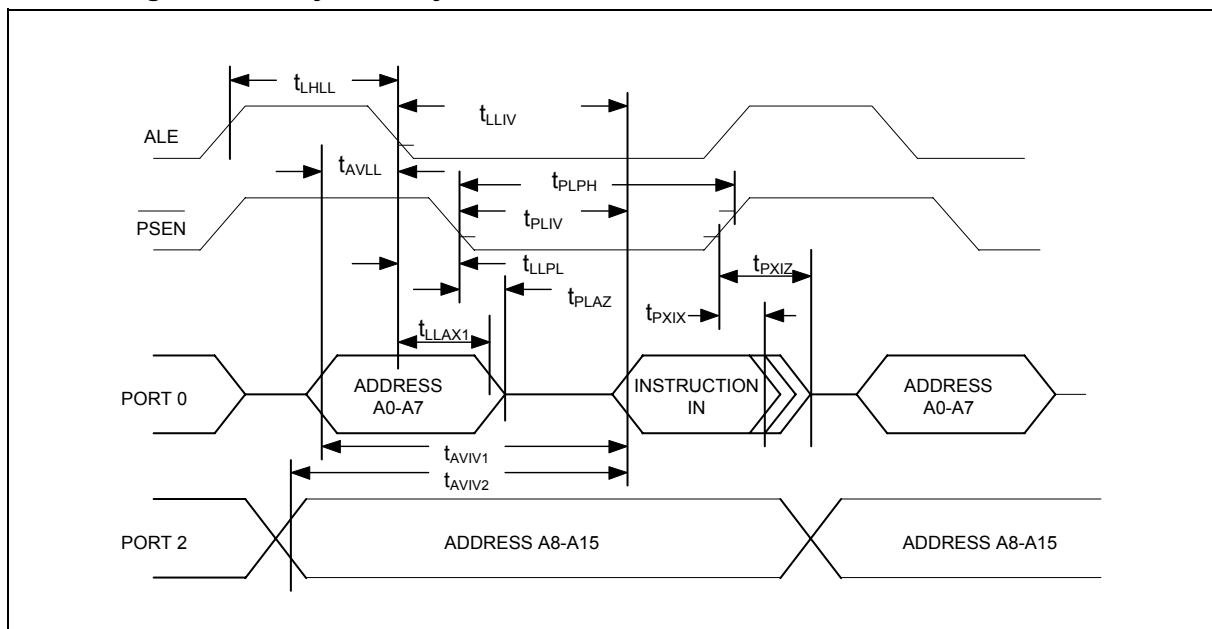 tLHLL
tLLIV
ALE
tAVLL
tPLPH
PSEN
tPLIV
tLLPL
tPXIZ
tPLAZ
tPXIX
tLLAX1
PORT 0
ADDRESS
A0-A7
INSTRUCTION
IN
ADDRESS
A0-A7
tAVIV1
tAVIV2
PORT 2
ADDRESS A8-A15
ADDRESS A8-A15